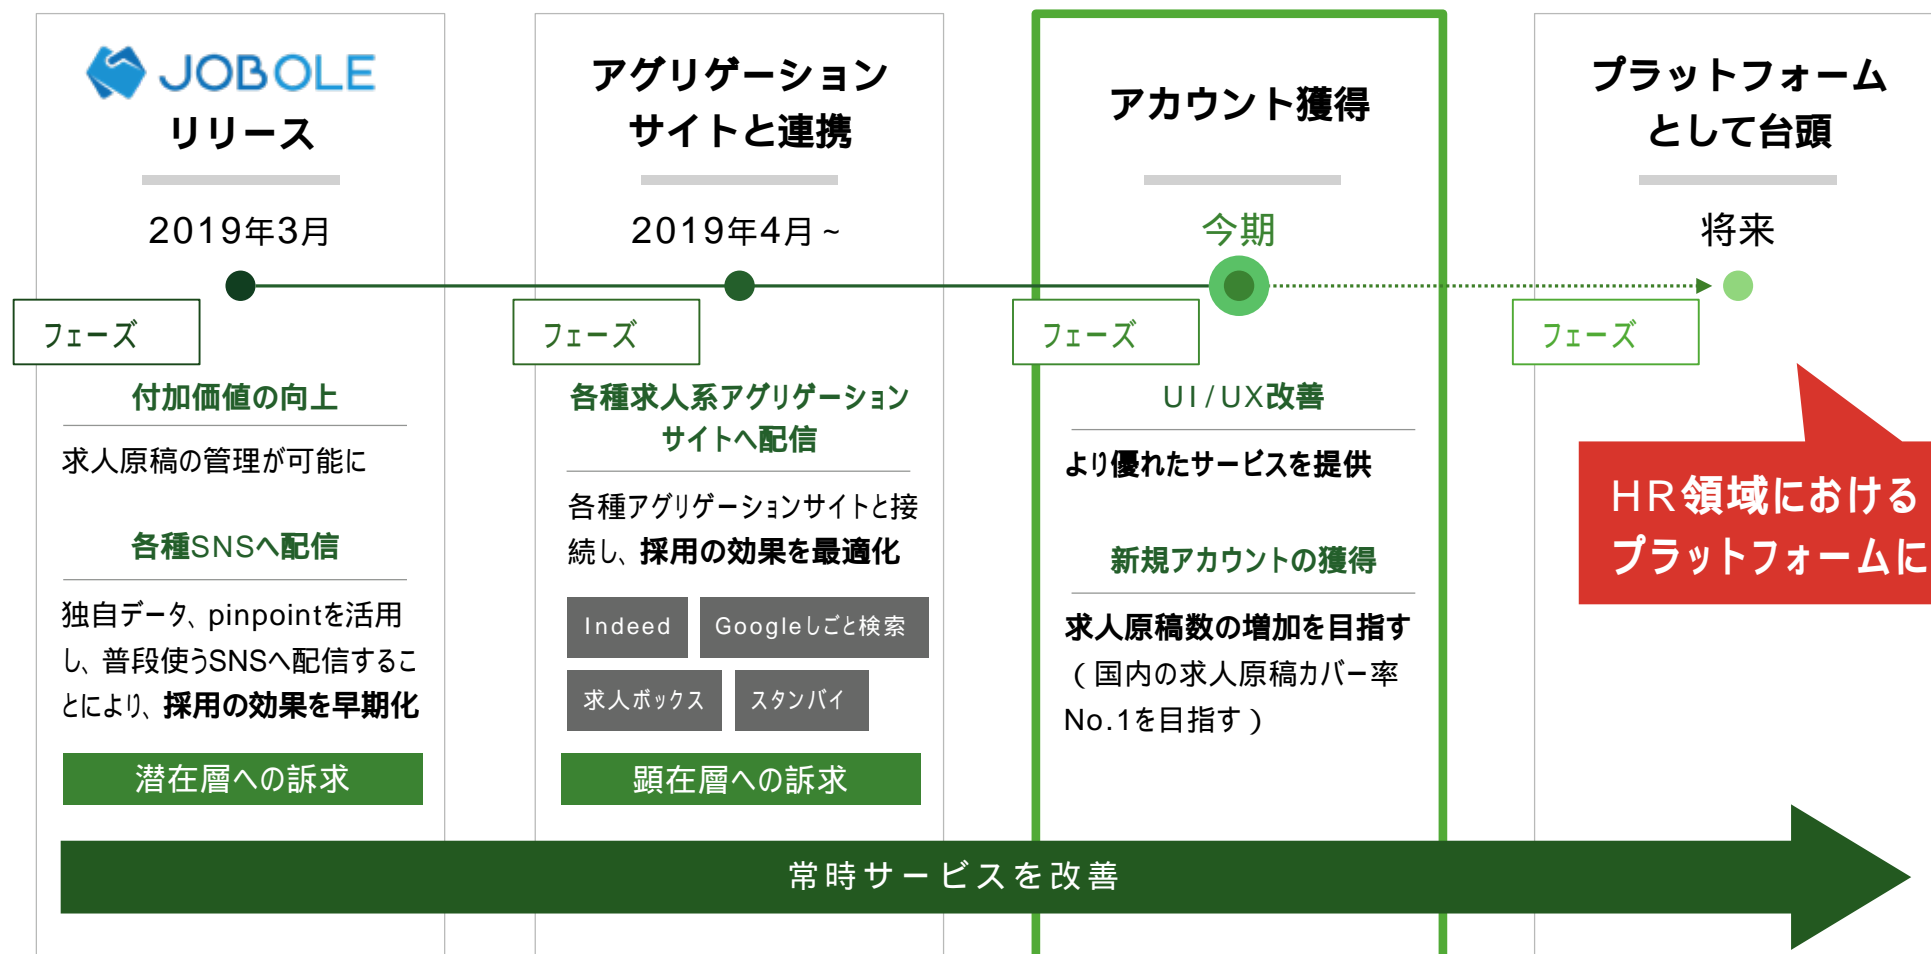 JOBOLE
リリース
2019年3月
フェーズ
付加価値の向上
求人原稿の管理が可能に
各種SNSへ配信
独自データ、pinpointを活用
し、普段使うSNSへ配信するこ
とにより、採用の効果を早期化
潜在層への訴求
アグリゲーション
サイトと連携
2019年4月~
フェーズ
各種求人系アグリゲーション
サイトへ配信
各種アグリゲーションサイトと接
続し、採用の効果を最適化
Indeed
Googleしごと検索
求人ボックス
スタンバイ
顕在層への訴求
アカウント獲得
今期
フェーズ
UI/UX改善
より優れたサービスを提供
新規アカウントの獲得
求人原稿数の増加を目指す
(国内の求人原稿カバー率
No.1を目指す)
プラットフォーム
として台頭
将来
フェーズ
HR領域における
プラットフォームに
常時サービスを改善